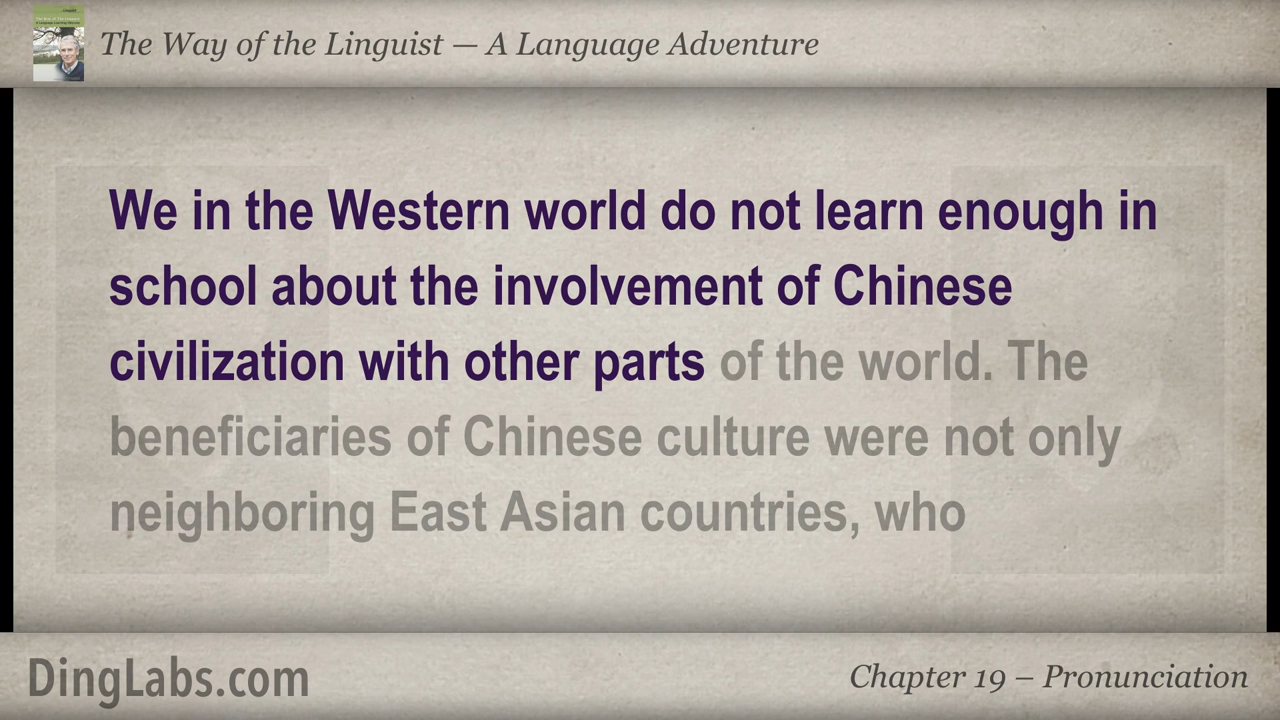 The Way of the Linguist — A Language Adventure
We in the Western world do not learn enough in
school about the involvement of Chinese
civilization with other parts of the world. The
beneficiaries of Chinese culture were not only
neighboring East Asian countries, who
DingLabs.com
Chapter 19 – Pronunciation